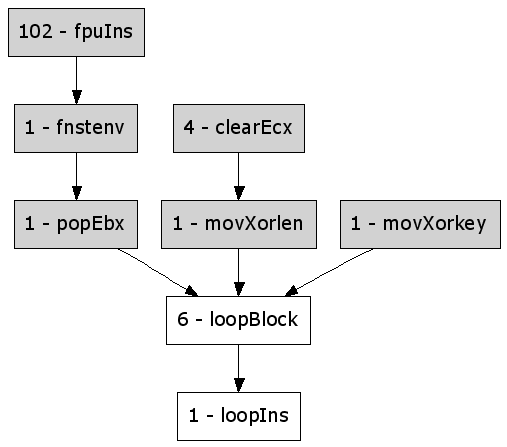 102 - fpuIns
1 - fnstenv
4 - clearEcx
1 - popEbx
1 - movXorlen
1 - movXorkey
6 - loopBlock
1 - loopIns